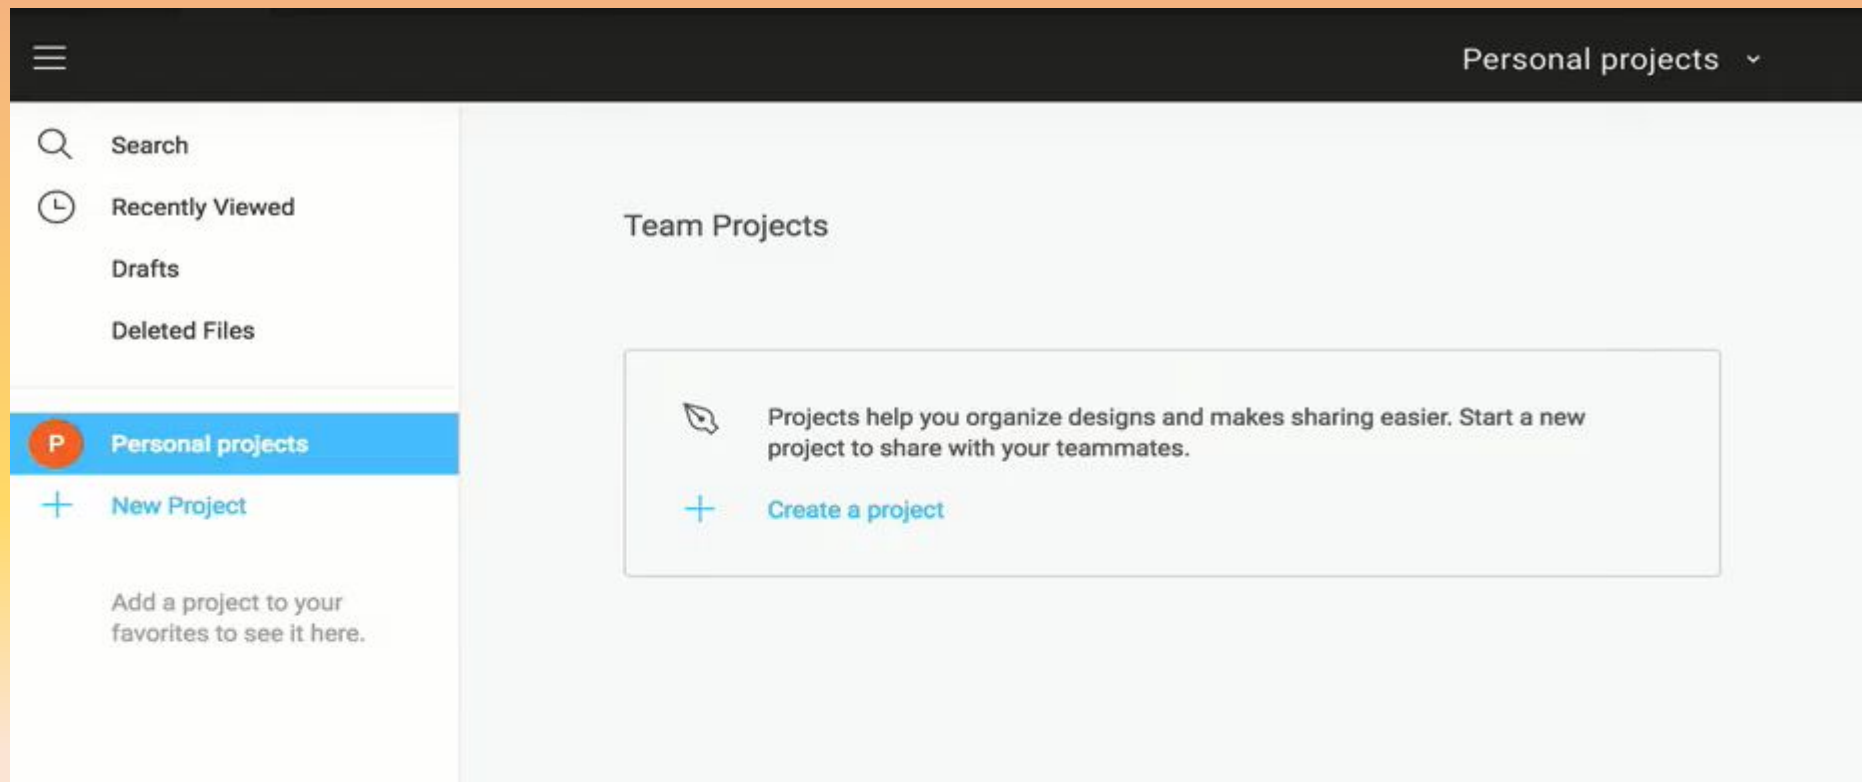 Personal projects
Search
Recently Viewed
Drafts
Deleted Files
P Personal projects
New Project
Add a project to your
favorites to see it here.
Team Projects
Projects help you organize designs and makes sharing easier. Start a new
project to share with your teammates.
Create a project